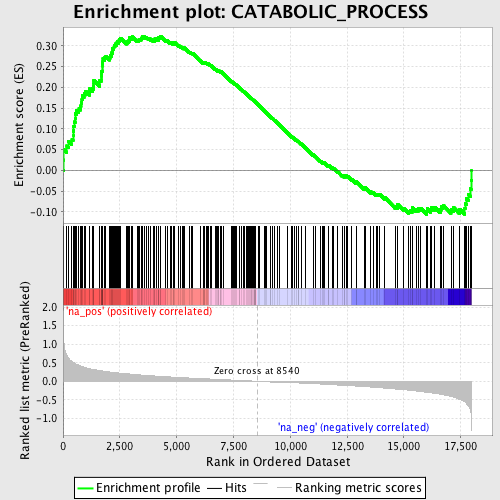 Enrichment plot: CATABOLIC_PROCESS
Enrichment score (ES)
0.30
0.25
0.20
0.15
0.10
0.05
0.00
-0.05
-0.10
'na_pos' (positively correlated)
Ranked list metric (PreRanked)
2.0
1.5
1.0
0.5
0.0
-0.5
-1.0
Zero cross at 8540
'na_neg' (negatively correlated)
0 2,500 5,000 7,500 10,000 12,500 15,000 17,500
Rank in Ordered Dataset
Enrichment profile Hits Ranking metric scores